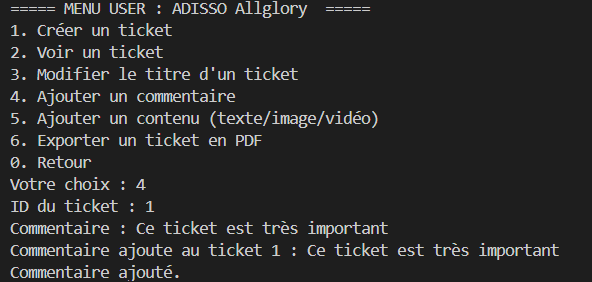 ===== MENU USER : ADISSO Allglory  =====
1. Créer un ticket
2. Voir un ticket
3. Modifier le titre d'un ticket
4. Ajouter un commentaire
5. Ajouter un contenu (texte/image/vidéo)
6. Exporter un ticket en PDF
0. Retour
Votre choix : 4
ID du ticket : 1
Commentaire : Ce ticket est très important
Commentaire ajoute au ticket 1 : Ce ticket est très important
Commentaire ajouté.